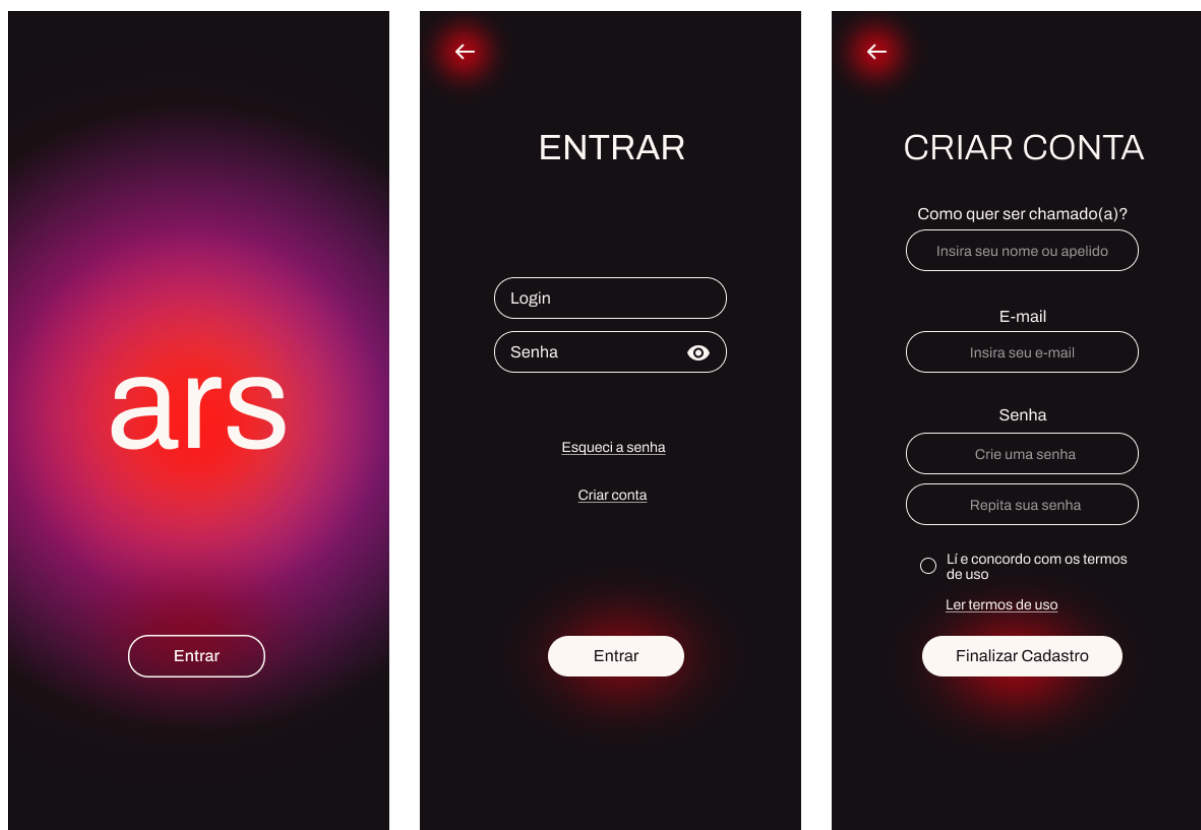 ars
Entrar
ENTRAR
Login
Senha
Esqueci a senha
Criar conta
Entrar
CRIAR CONTA
Como quer ser chamado(a)?
Insira seu nome ou apelido
E-mail
Insira seu e-mail
Senha
Crie uma senha
Repita sua senha
Lí e concordo com os termos
de uso
Ler termos de uso
Finalizar Cadastro